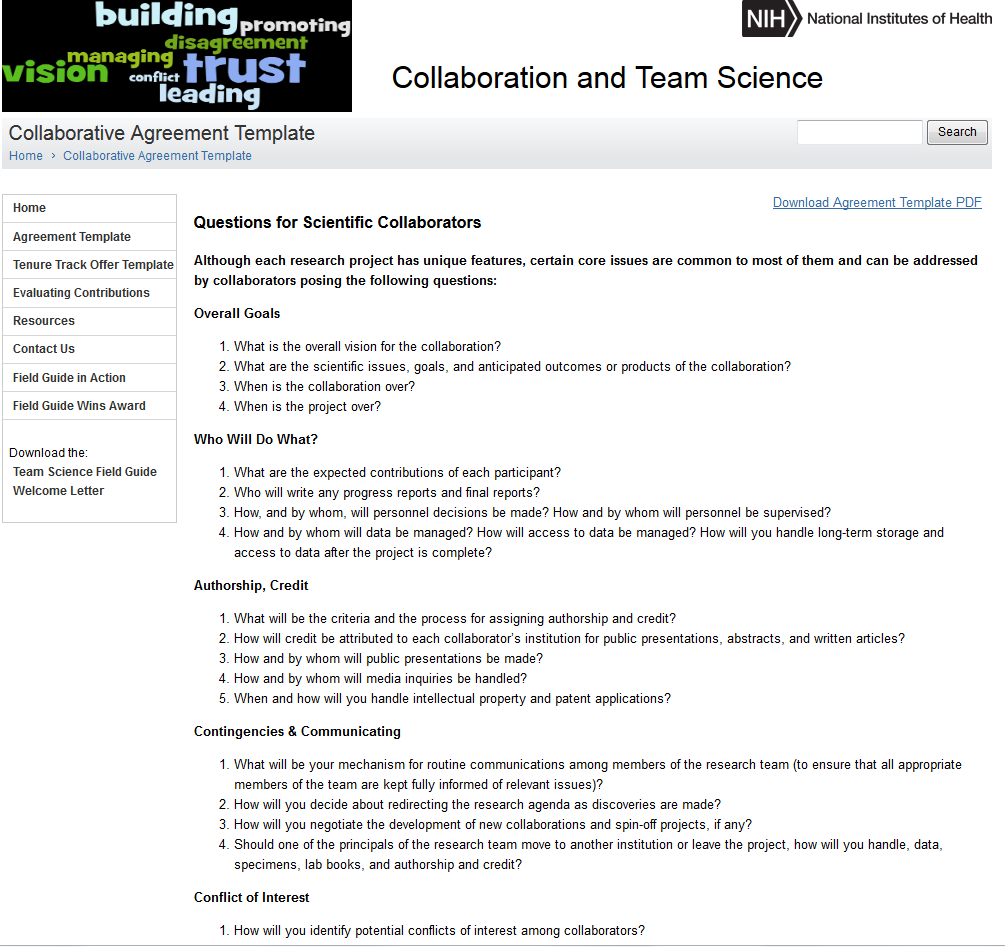 building promoting
disagreement
managing
vision conflict trust
leading
NIH National Institutes of Health
Collaboration and Team Science
Collaborative Agreement Template
Home › Collaborative Agreement Template
Search
Home
Agreement Template
Tenure Track Offer Template
Evaluating Contributions
Resources
Contact Us
Field Guide in Action
Field Guide Wins Award
Download the:
Team Science Field Guide
Welcome Letter
Download Agreement Template PDF
Questions for Scientific Collaborators
Although each research project has unique features, certain core issues are common to most of them and can be addressed
by collaborators posing the following questions:
Overall Goals
1. What is the overall vision for the collaboration?
2. What are the scientific issues, goals, and anticipated outcomes or products of the collaboration?
3. When is the collaboration over?
4. When is the project over?
Who Will Do What?
1. What are the expected contributions of each participant?
2. Who will write any progress reports and final reports?
3. How, and by whom, will personnel decisions be made? How and by whom will personnel be supervised?
4. How and by whom will data be managed? How will access to data be managed? How will you handle long-term storage and
access to data after the project is complete?
Authorship, Credit
1. What will be the criteria and the process for assigning authorship and credit?
2. How will credit be attributed to each collaborator's institution for public presentations, abstracts, and written articles?
3. How and by whom will public presentations be made?
4. How and by whom will media inquiries be handled?
5. When and how will you handle intellectual property and patent applications?
Contingencies & Communicating
1. What will be your mechanism for routine communications among members of the research team (to ensure that all appropriate
members of the team are kept fully informed of relevant issues)?
2. How will you decide about redirecting the research agenda as discoveries are made?
3. How will you negotiate the development of new collaborations and spin-off projects, if any?
4. Should one of the principals of the research team move to another institution or leave the project, how will you handle, data,
specimens, lab books, and authorship and credit?
Conflict of Interest
1. How will you identify potential conflicts of interest among collaborators?